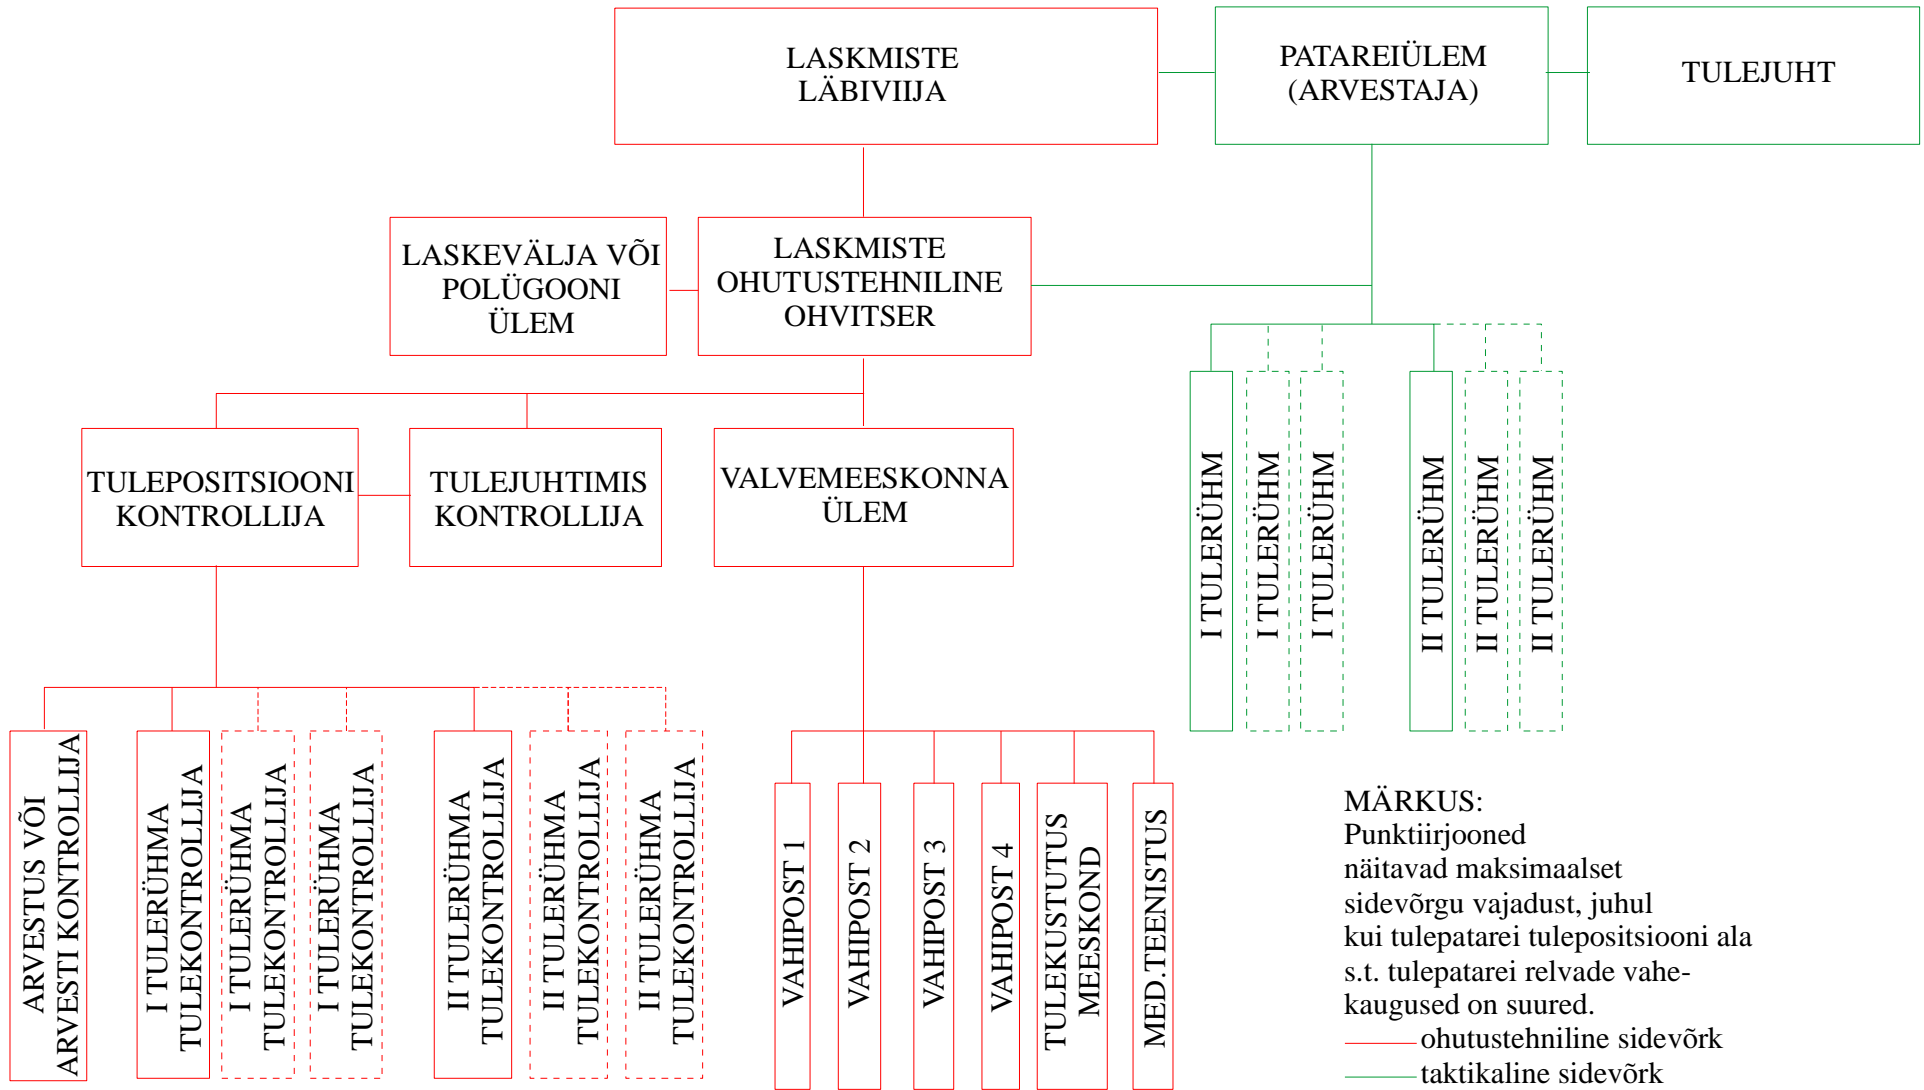 LASKMISTE
LÄBIVIIJA
PATAREIÜLEM
(ARVESTAJA)
TULEJUHT
LASKEVÄLJA VÕI
POLÜGOONI
ÜLEM
LASKMISTE
OHUTUSTEHNILINE
OHVITSER
TULEPOSITSIOONI
KONTROLLIJA
TULEJUHTIMIS
KONTROLLIJA
VALVEMEESKONNA
ÜLEM
I TULERÜHM
I TULERÜHM
I TULERÜHM
II TULERÜHM
II TULERÜHM
II TULERÜHM
ARVESTUS VÕI
ARVESTI KONTROLLIJA
I TULERÜHMA
TULEKONTROLLIJA
I TULERÜHMA
TULEKONTROLLIJA
I TULERÜHMA
TULEKONTROLLIJA
II TULERÜHMA
TULEKONTROLLIJA
II TULERÜHMA
TULEKONTROLLIJA
II TULERÜHMA
TULEKONTROLLIJA
VAHIPOST 1
VAHIPOST 2
VAHIPOST 3
VAHIPOST 4
TULEKUSTUTUS
MEESKOND
MED.TEENISTUS
MÄRKUS:
Punktiirjooned
näitavad maksimaalset
sidevõrgu vajadust, juhul
kui tulepatarei tulepositsiooni ala
s.t. tulepatarei relvade vahe-
kaugused on suured.
ohutustehniline sidevõrk
taktikaline sidevõrk